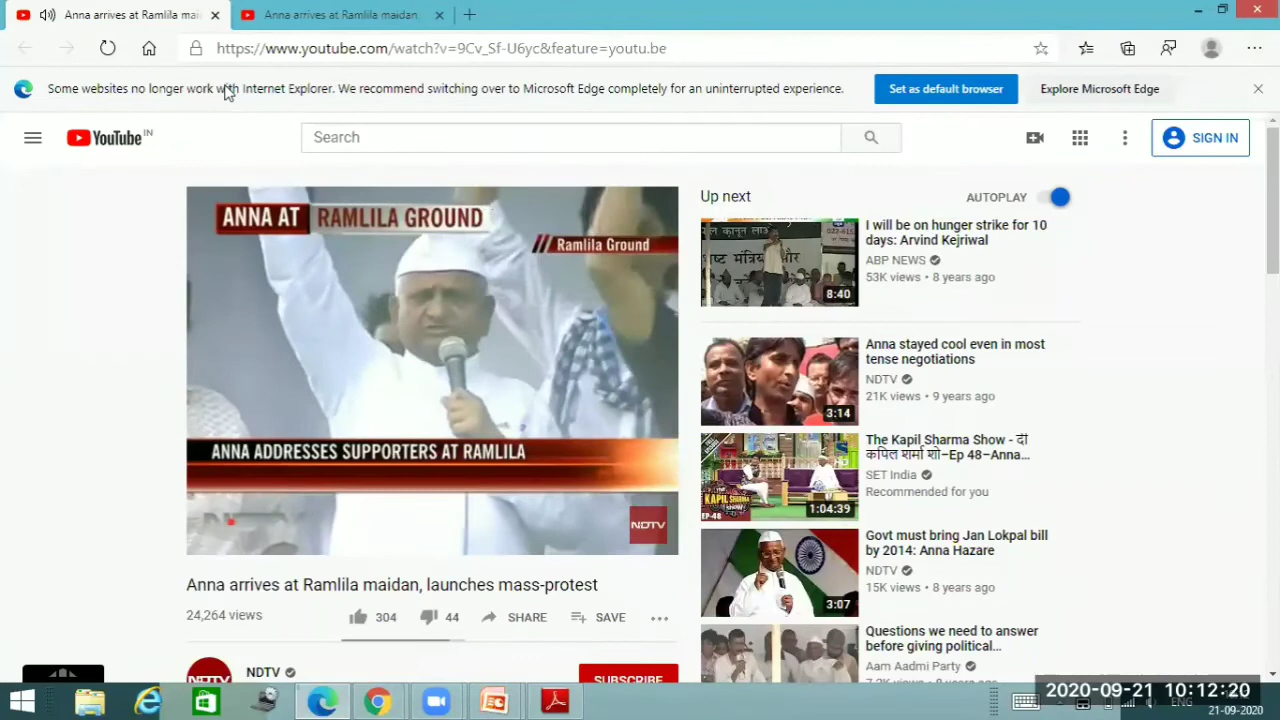 Anna arrives at Ramlila mai
Anna arrives at Ramlila maidan,
https://www.youtube.com/watch?v=9Cv_Sf-U6yc&feature=youtu.be
Some websites no longer work with Internet Explorer. We recommend switching over to Microsoft Edge completely for an uninterrupted experience.
Set as default browser
Explore Microsoft Edge
YouTube IN
Search
SIGN IN
ANNA AT RAMLILA GROUND
Ramlila Ground
ANNA ADDRESSES SUPPORTERS AT RAMLILA
NDTV
Anna arrives at Ramlila maidan, launches mass-protest
24,264 views
304
44
SHARE
SAVE
NDTV
NDTV
SUBSCRIBE
Up next
AUTOPLAY
8:40
I will be on hunger strike for 10
days: Arvind Kejriwal
ABP NEWS
53K views • 8 years ago
3:14
Anna stayed cool even in most
tense negotiations
NDTV
21K views • 9 years ago
KAPIL
SHARMA
EP-48
1:04:39
The Kapil Sharma Show - दी
कपिल शर्मा शो–Ep 48–Anna...
SET India
Recommended for you
3:07
Govt must bring Jan Lokpal bill
by 2014: Anna Hazare
NDTV
15K views • 8 years ago
Questions we need to answer
before giving political...
Aam Aadmi Party
2020-09-21 10:12:20
ENG
21-09-2020